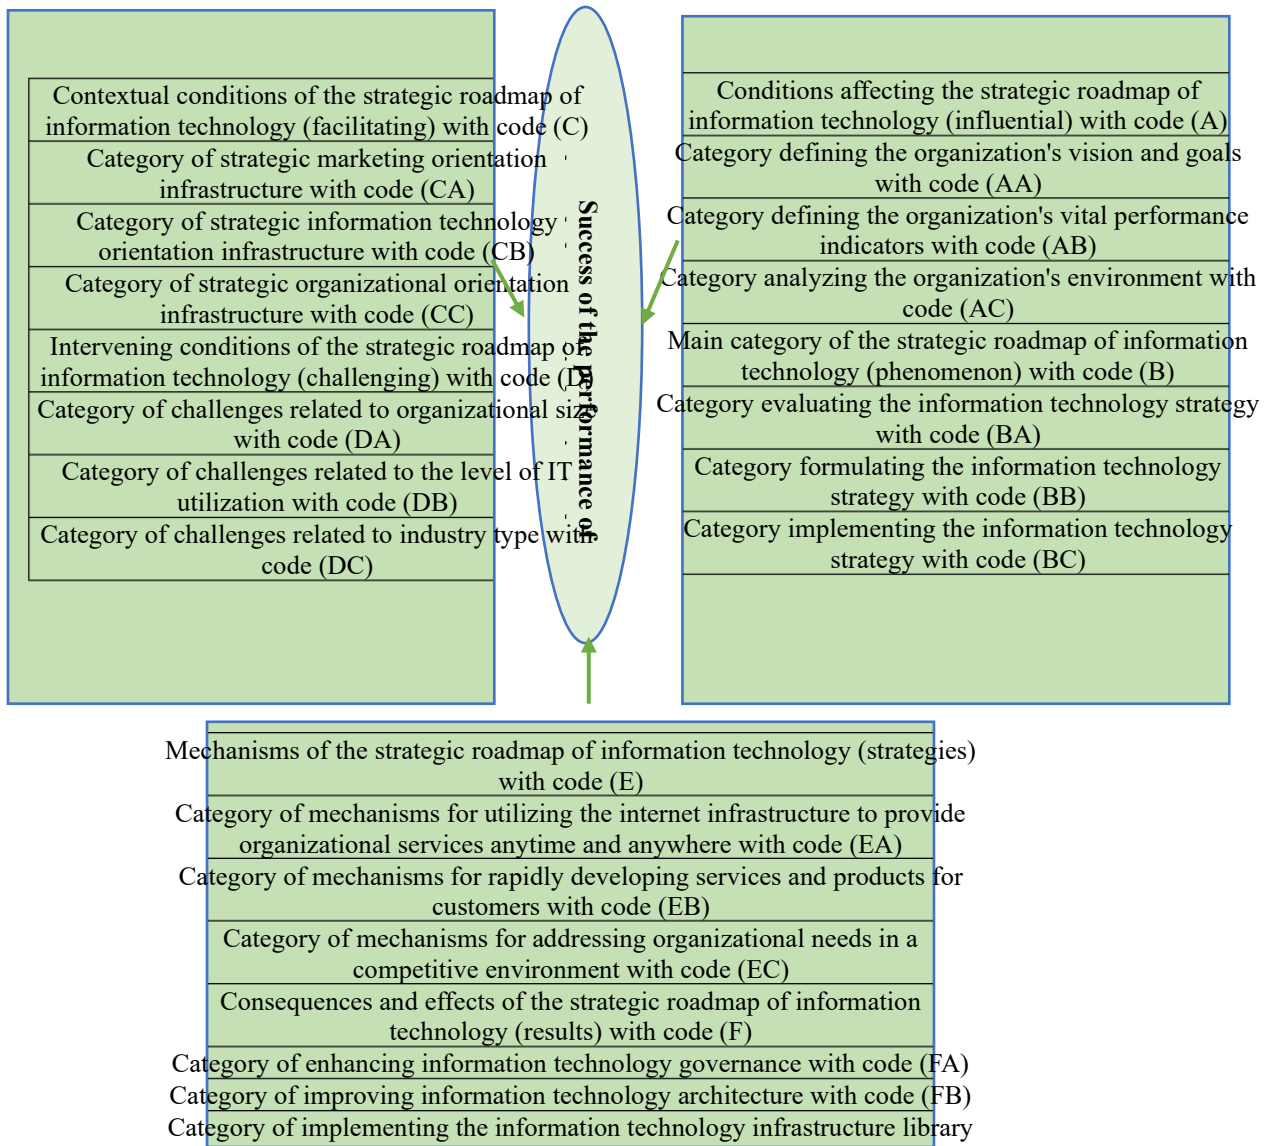 Contextual conditions of the strategic roadmap of
information technology (facilitating) with code (C)
Category of strategic marketing orientation
infrastructure with code (CA)
Category of strategic information technology
orientation infrastructure with code (CB)
Category of strategic organizational orientation
infrastructure with code (CC)
Intervening conditions of the strategic roadmap of
information technology (challenging) with code (D
Category of challenges related to organizational size
with code (DA)
Category of challenges related to the level of IT
utilization with code (DB)
Category of challenges related to industry type with
code (DC)
Success of the performance of
Conditions affecting the strategic roadmap of
information technology (influential) with code (A)
Category defining the organization's vision and goals
with code (AA)
Category defining the organization's vital performance
indicators with code (AB)
Category analyzing the organization's environment with
code (AC)
Main category of the strategic roadmap of information
technology (phenomenon) with code (B)
Category evaluating the information technology strategy
with code (BA)
Category formulating the information technology
strategy with code (BB)
Category implementing the information technology
strategy with code (BC)
Mechanisms of the strategic roadmap of information technology (strategies)
with code (E)
Category of mechanisms for utilizing the internet infrastructure to provide
organizational services anytime and anywhere with code (EA)
Category of mechanisms for rapidly developing services and products for
customers with code (EB)
Category of mechanisms for addressing organizational needs in a
competitive environment with code (EC)
Consequences and effects of the strategic roadmap of information
technology (results) with code (F)
Category of enhancing information technology governance with code (FA)
Category of improving information technology architecture with code (FB)
Category of implementing the information technology infrastructure library